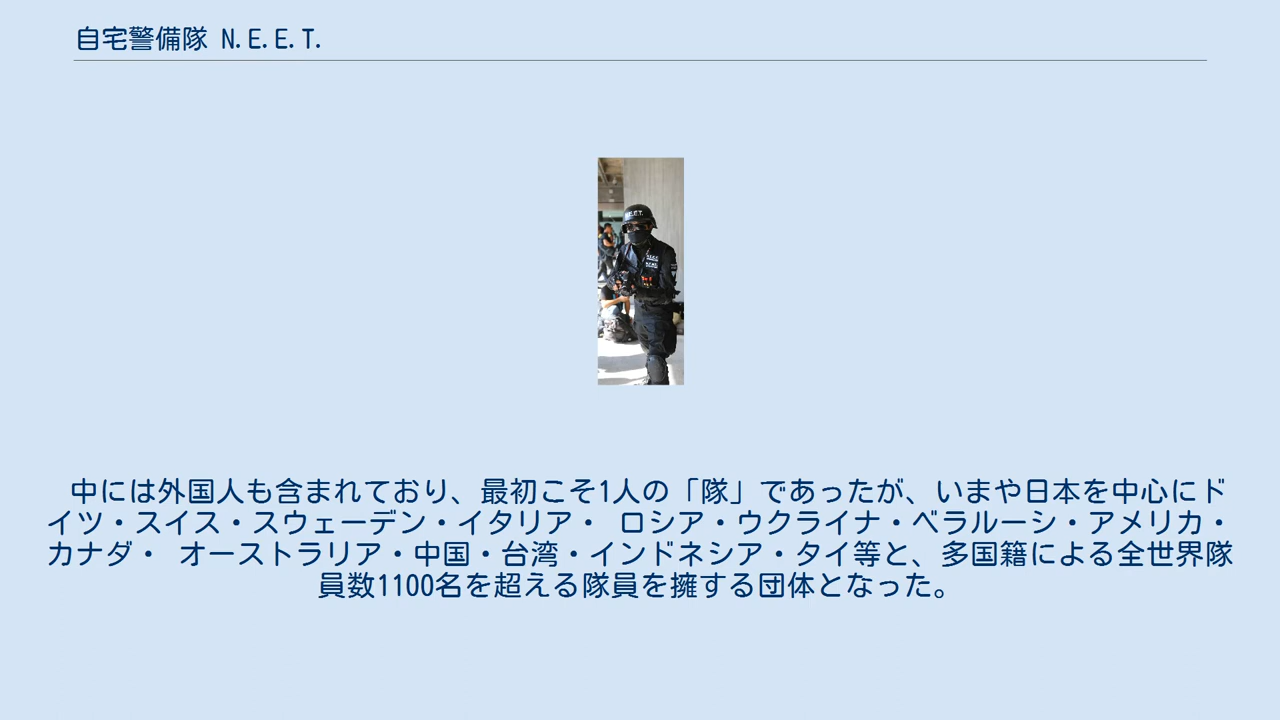 自宅警備隊 N.E.E.T.
中には外国人も含まれており、最初こそ1人の「隊」であったが、いまや日本を中心にド
イツ・スイス・スウェーデン・イタリア・ ロシア・ウクライナ・ベラルーシ・アメリカ・
カナダ・ オーストラリア・中国・台湾・インドネシア・タイ等と、多国籍による全世界隊
員数1100名を超える隊員を擁する団体となった。